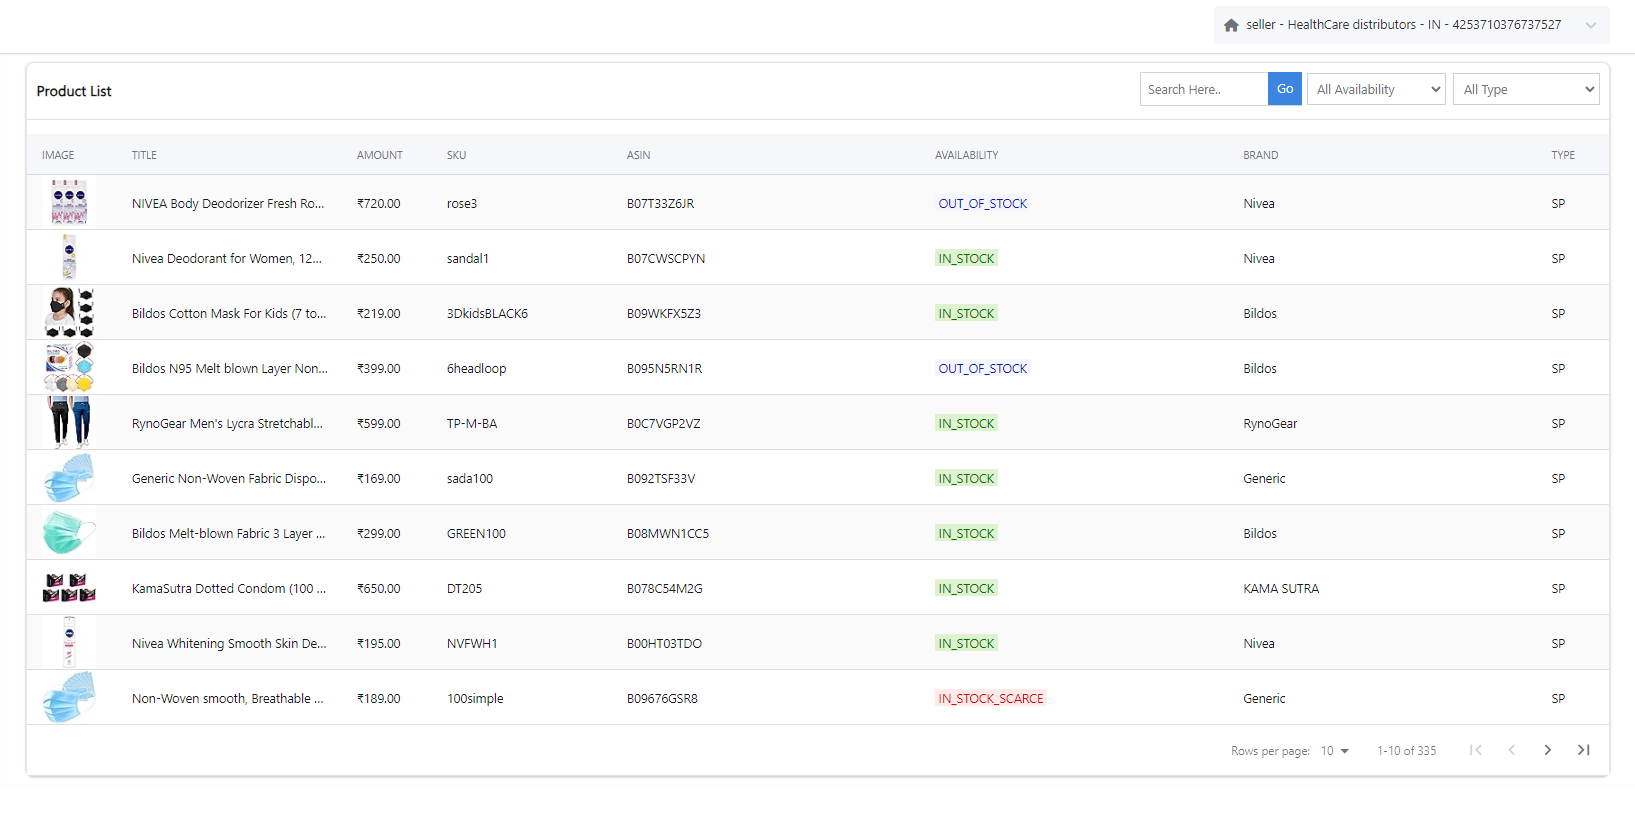 seller - HealthCare distributors - IN - 4253710376737527
Product List
Search Here.. Go All Availability All Type
IMAGE TITLE AMOUNT SKU ASIN AVAILABILITY BRAND TYPE
NIVEA Body Deodorizer Fresh Ro... ₹720.00 rose3 B07T33Z6JR OUT_OF_STOCK Nivea SP
Nivea Deodorant for Women, 12... ₹250.00 sandal1 B07CWSCPYN IN_STOCK Nivea SP
Bildos Cotton Mask For Kids (7 to... ₹219.00 3DkidsBLACK6 B09WKFX5Z3 IN_STOCK Bildos SP
Bildos N95 Melt blown Layer Non... ₹399.00 6headloop B095N5RN1R OUT_OF_STOCK Bildos SP
RynoGear Men's Lycra Stretchabl... ₹599.00 TP-M-BA B0C7VGP2VZ IN_STOCK RynoGear SP
Generic Non-Woven Fabric Dispo... ₹169.00 sada100 B092TSF33V IN_STOCK Generic SP
Bildos Melt-blown Fabric 3 Layer ... ₹299.00 GREEN100 B08MWN1CC5 IN_STOCK Bildos SP
KamaSutra Dotted Condom (100 ... ₹650.00 DT205 B078C54M2G IN_STOCK KAMA SUTRA SP
Nivea Whitening Smooth Skin De... ₹195.00 NVFWH1 B00HT03TDO IN_STOCK Nivea SP
Non-Woven smooth, Breathable ... ₹189.00 100simple B09676GSR8 IN_STOCK_SCARCE Generic SP
Rows per page: 10 1-10 of 335